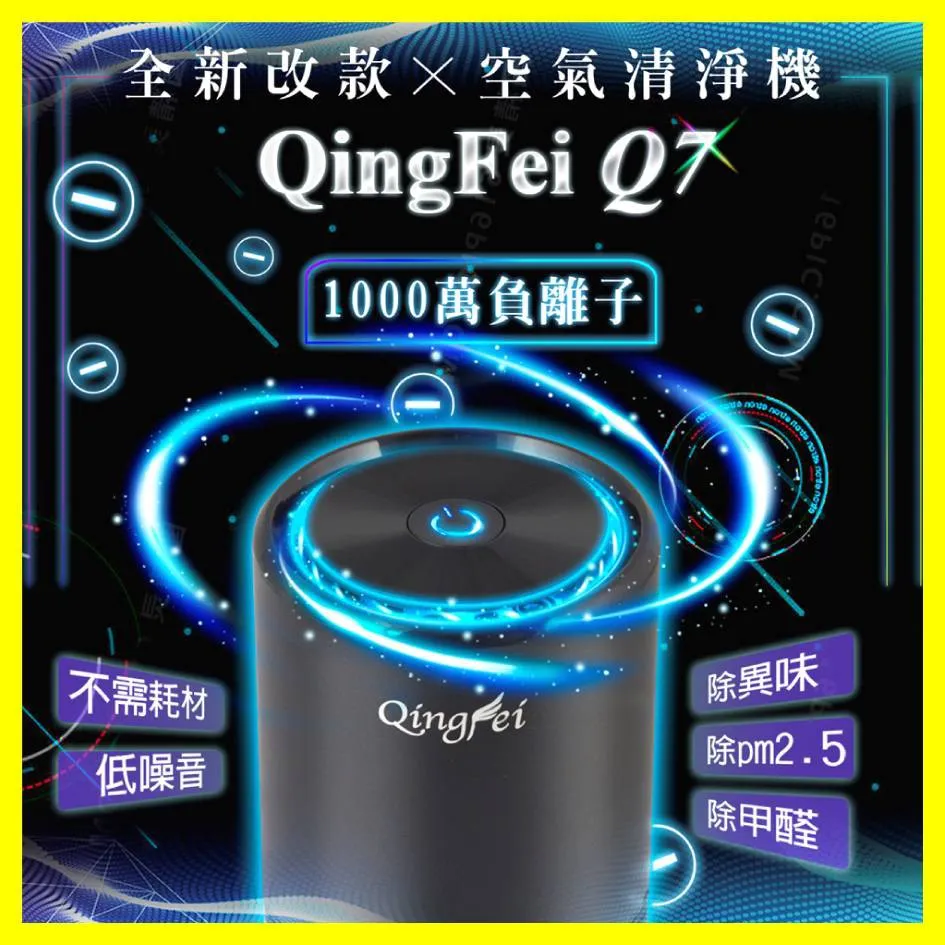 全新改款×空氣清淨機
QingFei Q7
1000萬負離子
QingFei
不需耗材
低噪音
除異味
除pm2.5
除甲醛